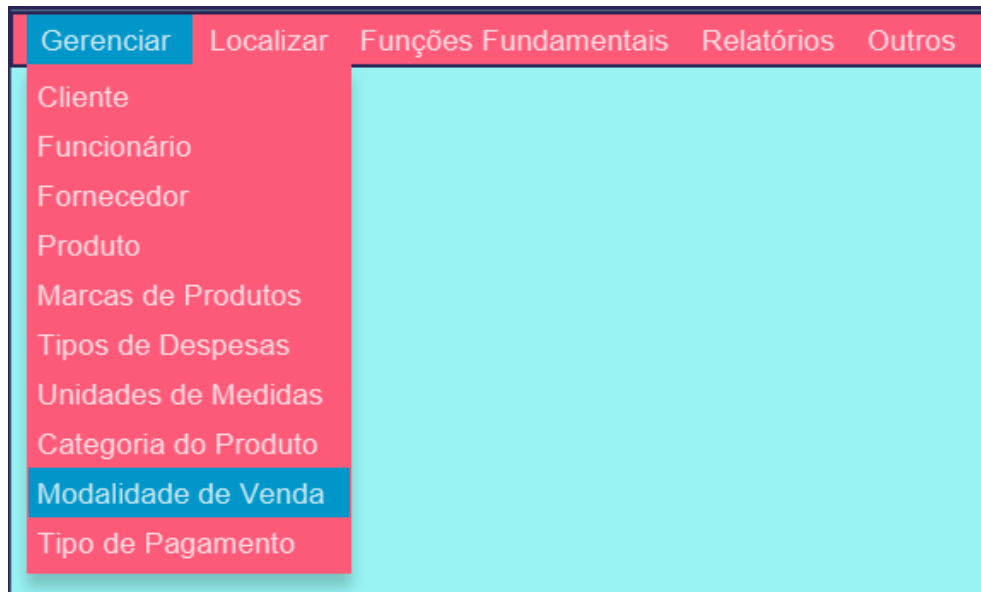 Gerenciar Localizar Funções Fundamentais Relatórios Outros
Cliente
Funcionário
Fornecedor
Produto
Marcas de Produtos
Tipos de Despesas
Unidades de Medidas
Categoria do Produto
Modalidade de Venda
Tipo de Pagamento